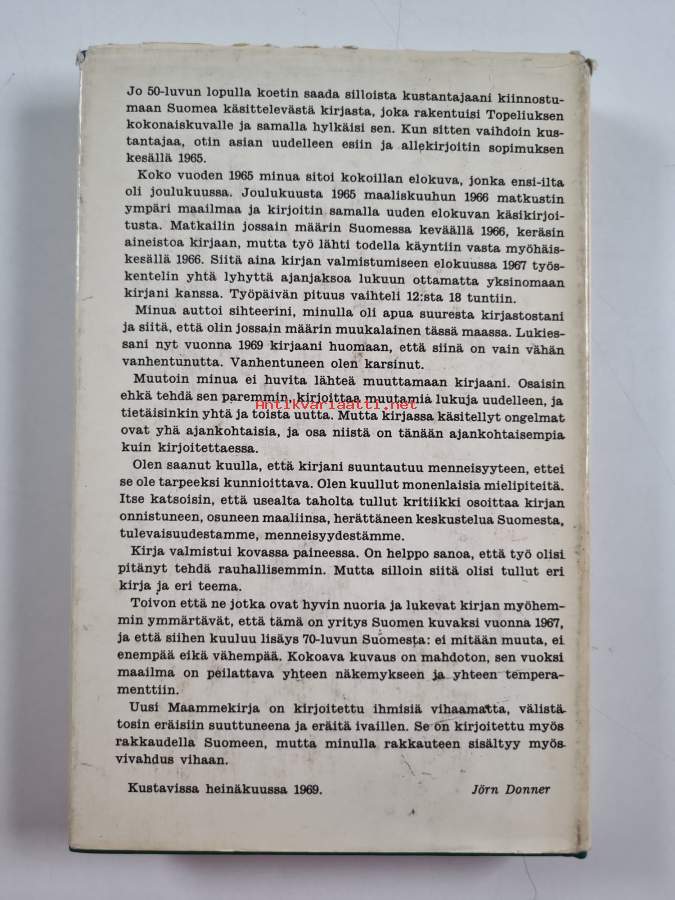 Jo 50-luvun lopulla koetin saada silloista kustantajaani kiinnostu-
maan Suomea käsittelevästä kirjasta, joka rakentuisi Topeliuksen
kokonaiskuvalle ja samalla hylkäisi sen. Kun sitten vaihdoin kus-
tantajaa, otin asian uudelleen esiin ja allekirjoitin sopimuksen
kesällä 1965.
Koko vuoden 1965 minua sitoi kokoillan elokuva, jonka ensi-ilta
oli joulukuussa. Joulukuusta 1965 maaliskuuhun 1966 matkustin
ympäri maailmaa ja kirjoitin samalla uuden elokuvan käsikirjoi-
tusta. Matkailin jossain määrin Suomessa keväällä 1966, keräsin
aineistoa kirjaan, mutta työ lähti todella käyntiin vasta myöhäis-
kesällä 1966. Siitä aina kirjan valmistumiseen elokuussa 1967 työs-
kentelin yhtä lyhyttä ajanjaksoa lukuun ottamatta yksinomaan
kirjani kanssa. Työpäivän pituus vaihteli 12:sta 18 tuntiin.
Minua auttoi sihteerini, minulla oli apua suuresta kirjastostani
ja siitä, että olin jossain määrin muukalainen tässä maassa. Lukies-
sani nyt vuonna 1969 kirjaani huomaan, että siinä on vain vähän
vanhentunutta. Vanhentuneen olen karsinut.
Muutoin minua ei huvita lähteä muuttamaan kirjaani. Osaisin
ehkä tehdä sen paremmin, kirjoittaa muutamia lukuja uudelleen, ja
Antikvariaatti.net
tietäisinkin yhtä ja toista uutta. Mutta kirjassa käsitellyt ongelmat
ovat yhä ajankohtaisia, ja osa niistä on tänään ajankohtaisempia
kuin kirjoitettaessa.
Olen saanut kuulla, että kirjani suuntautuu menneisyyteen, ettei
se ole tarpeeksi kunnioittava. Olen kuullut monenlaisia mielipiteitä.
Itse katsoisin, että usealta taholta tullut kritiikki osoittaa kirjan
onnistuneen, osuneen maaliinsa, herättäneen keskustelua Suomesta,
tulevaisuudestamme, menneisyydestämme.
Kirja valmistui kovassa paineessa. On helppo sanoa, että työ olisi
pitänyt tehdä rauhallisemmin. Mutta silloin siitä olisi tullut eri
kirja ja eri teema.
Toivon että ne jotka ovat hyvin nuoria ja lukevat kirjan myöhem-
min ymmärtävät, että tämä on yritys Suomen kuvaksi vuonna 1967,
ja että siihen kuuluu lisäys 70-luvun Suomesta: ei mitään muuta, ei
enempää eikä vähempää. Kokoava kuvaus on mahdoton, sen vuoksi
maailma on peilattava yhteen näkemykseen ja yhteen tempera-
menttiin.
Uusi Maammekirja on kirjoitettu ihmisiä vihaamatta, välistä
tosin eräisiin suuttuneena ja eräitä ivaillen. Se on kirjoitettu myös
rakkaudella Suomeen, mutta minulla rakkauteen sisältyy myös
vivahdus vihaan.
Kustavissa heinäkuussa 1969. Jörn Donner